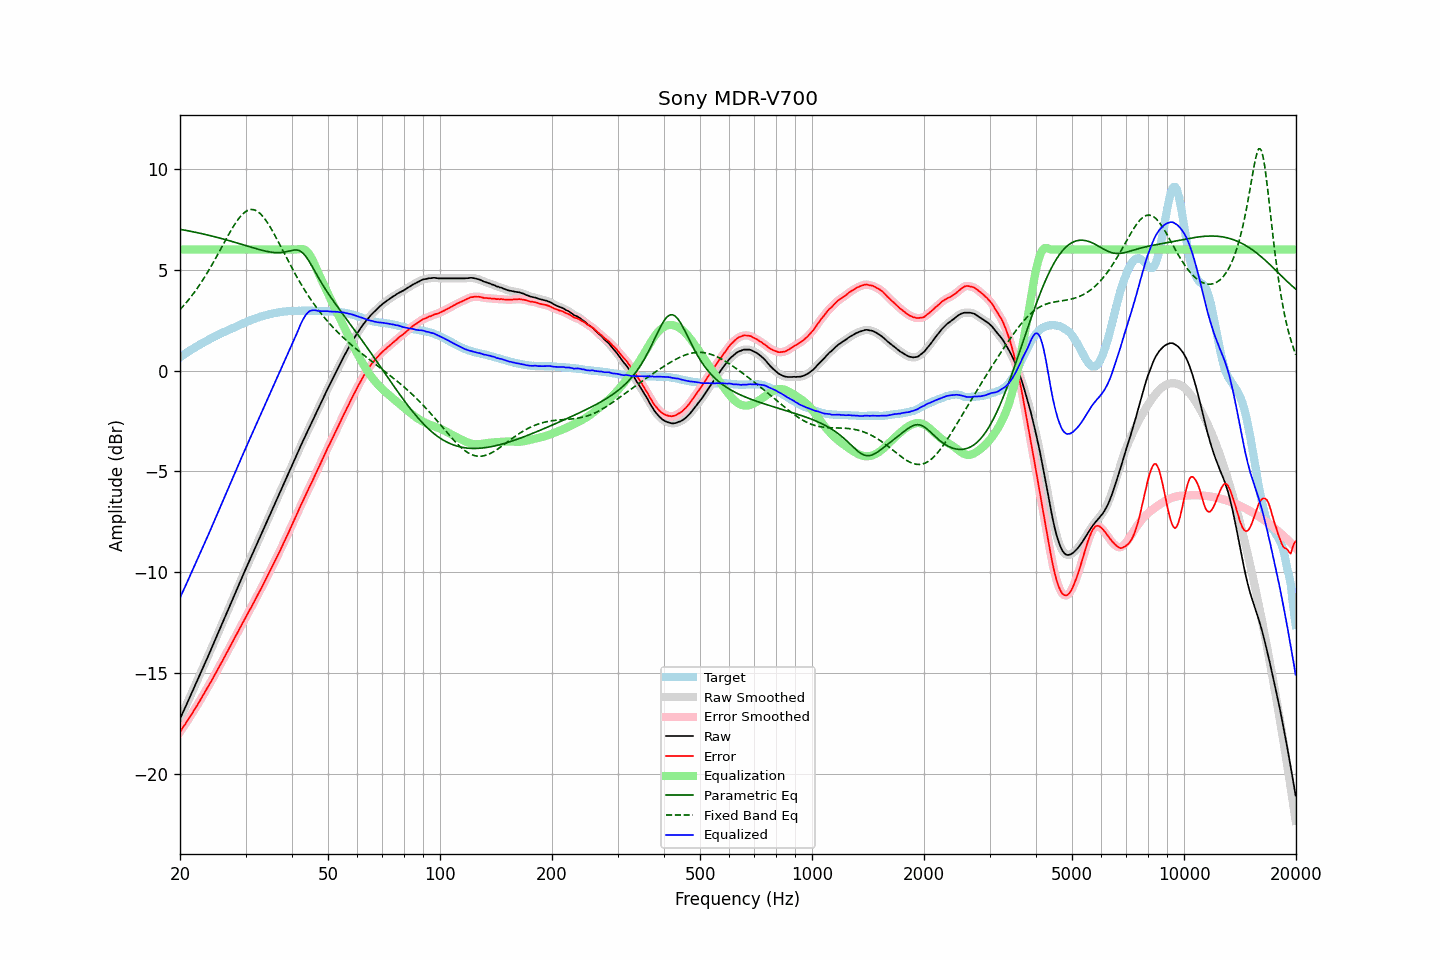 Sony MDR-V700
Amplitude (dBr)
10
5
0
−5
−10
−15
−20
Target
Raw Smoothed
Error Smoothed
Raw
Error
Equalization
Parametric Eq
Fixed Band Eq
Equalized
20 50 100 200 500 1000 2000 5000 10000 20000
Frequency (Hz)